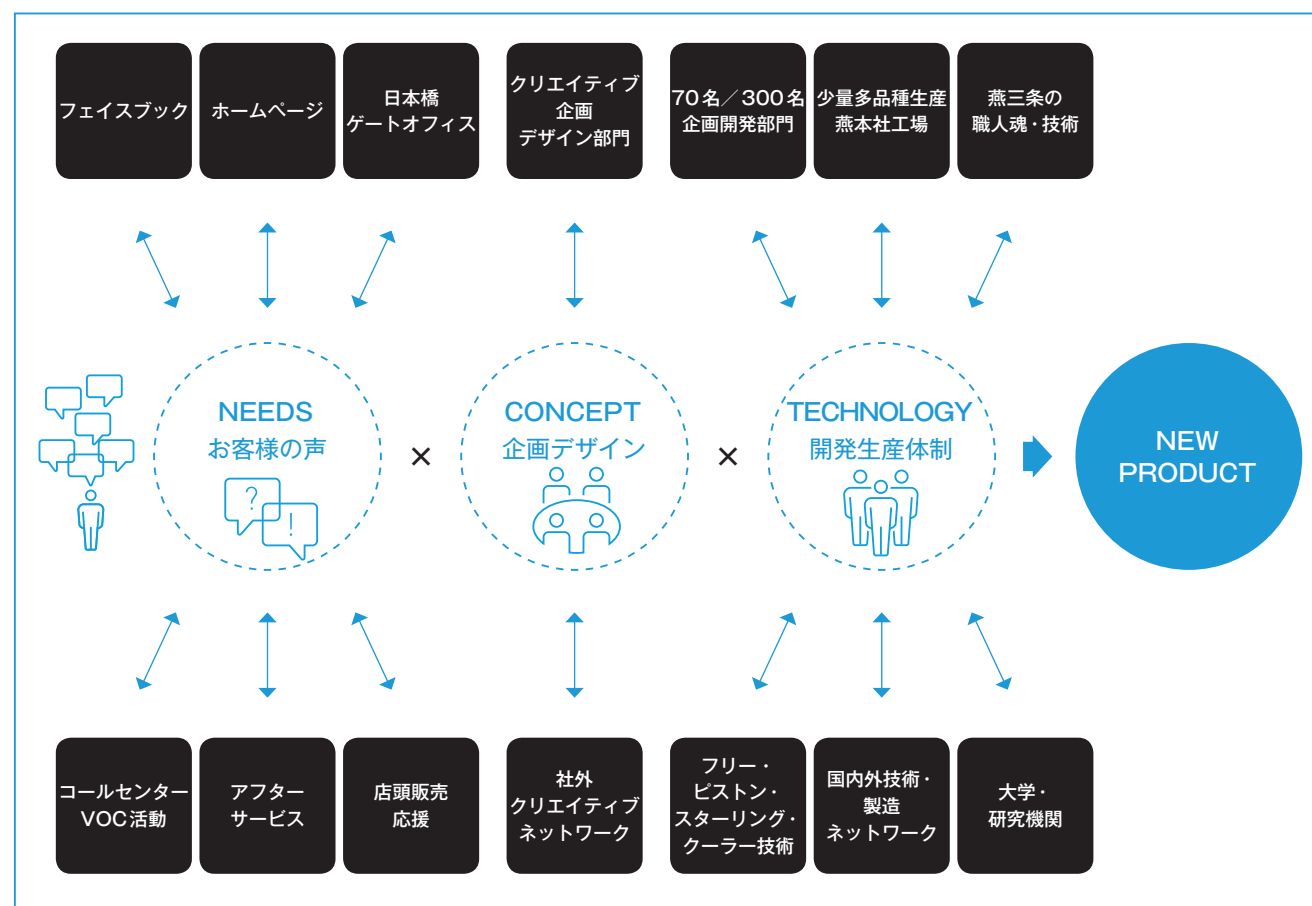 フェイスブック
ホームページ
日本橋
ゲートオフィス
クリエイティブ
企画
デザイン部門
70名／300名
企画開発部門
少量多品種生産
燕本社工場
燕三条の
職人魂・技術
NEEDS
お客様の声
?
!
×
CONCEPT
企画デザイン
×
TECHNOLOGY
開発生産体制
NEW
PRODUCT
コールセンター
VOC活動
アフター
サービス
店頭販売
応援
社外
クリエイティブ
ネットワーク
フリー・
ピストン・
スターリング・
クーラー技術
国内外技術・
製造
ネットワーク
大学・
研究機関